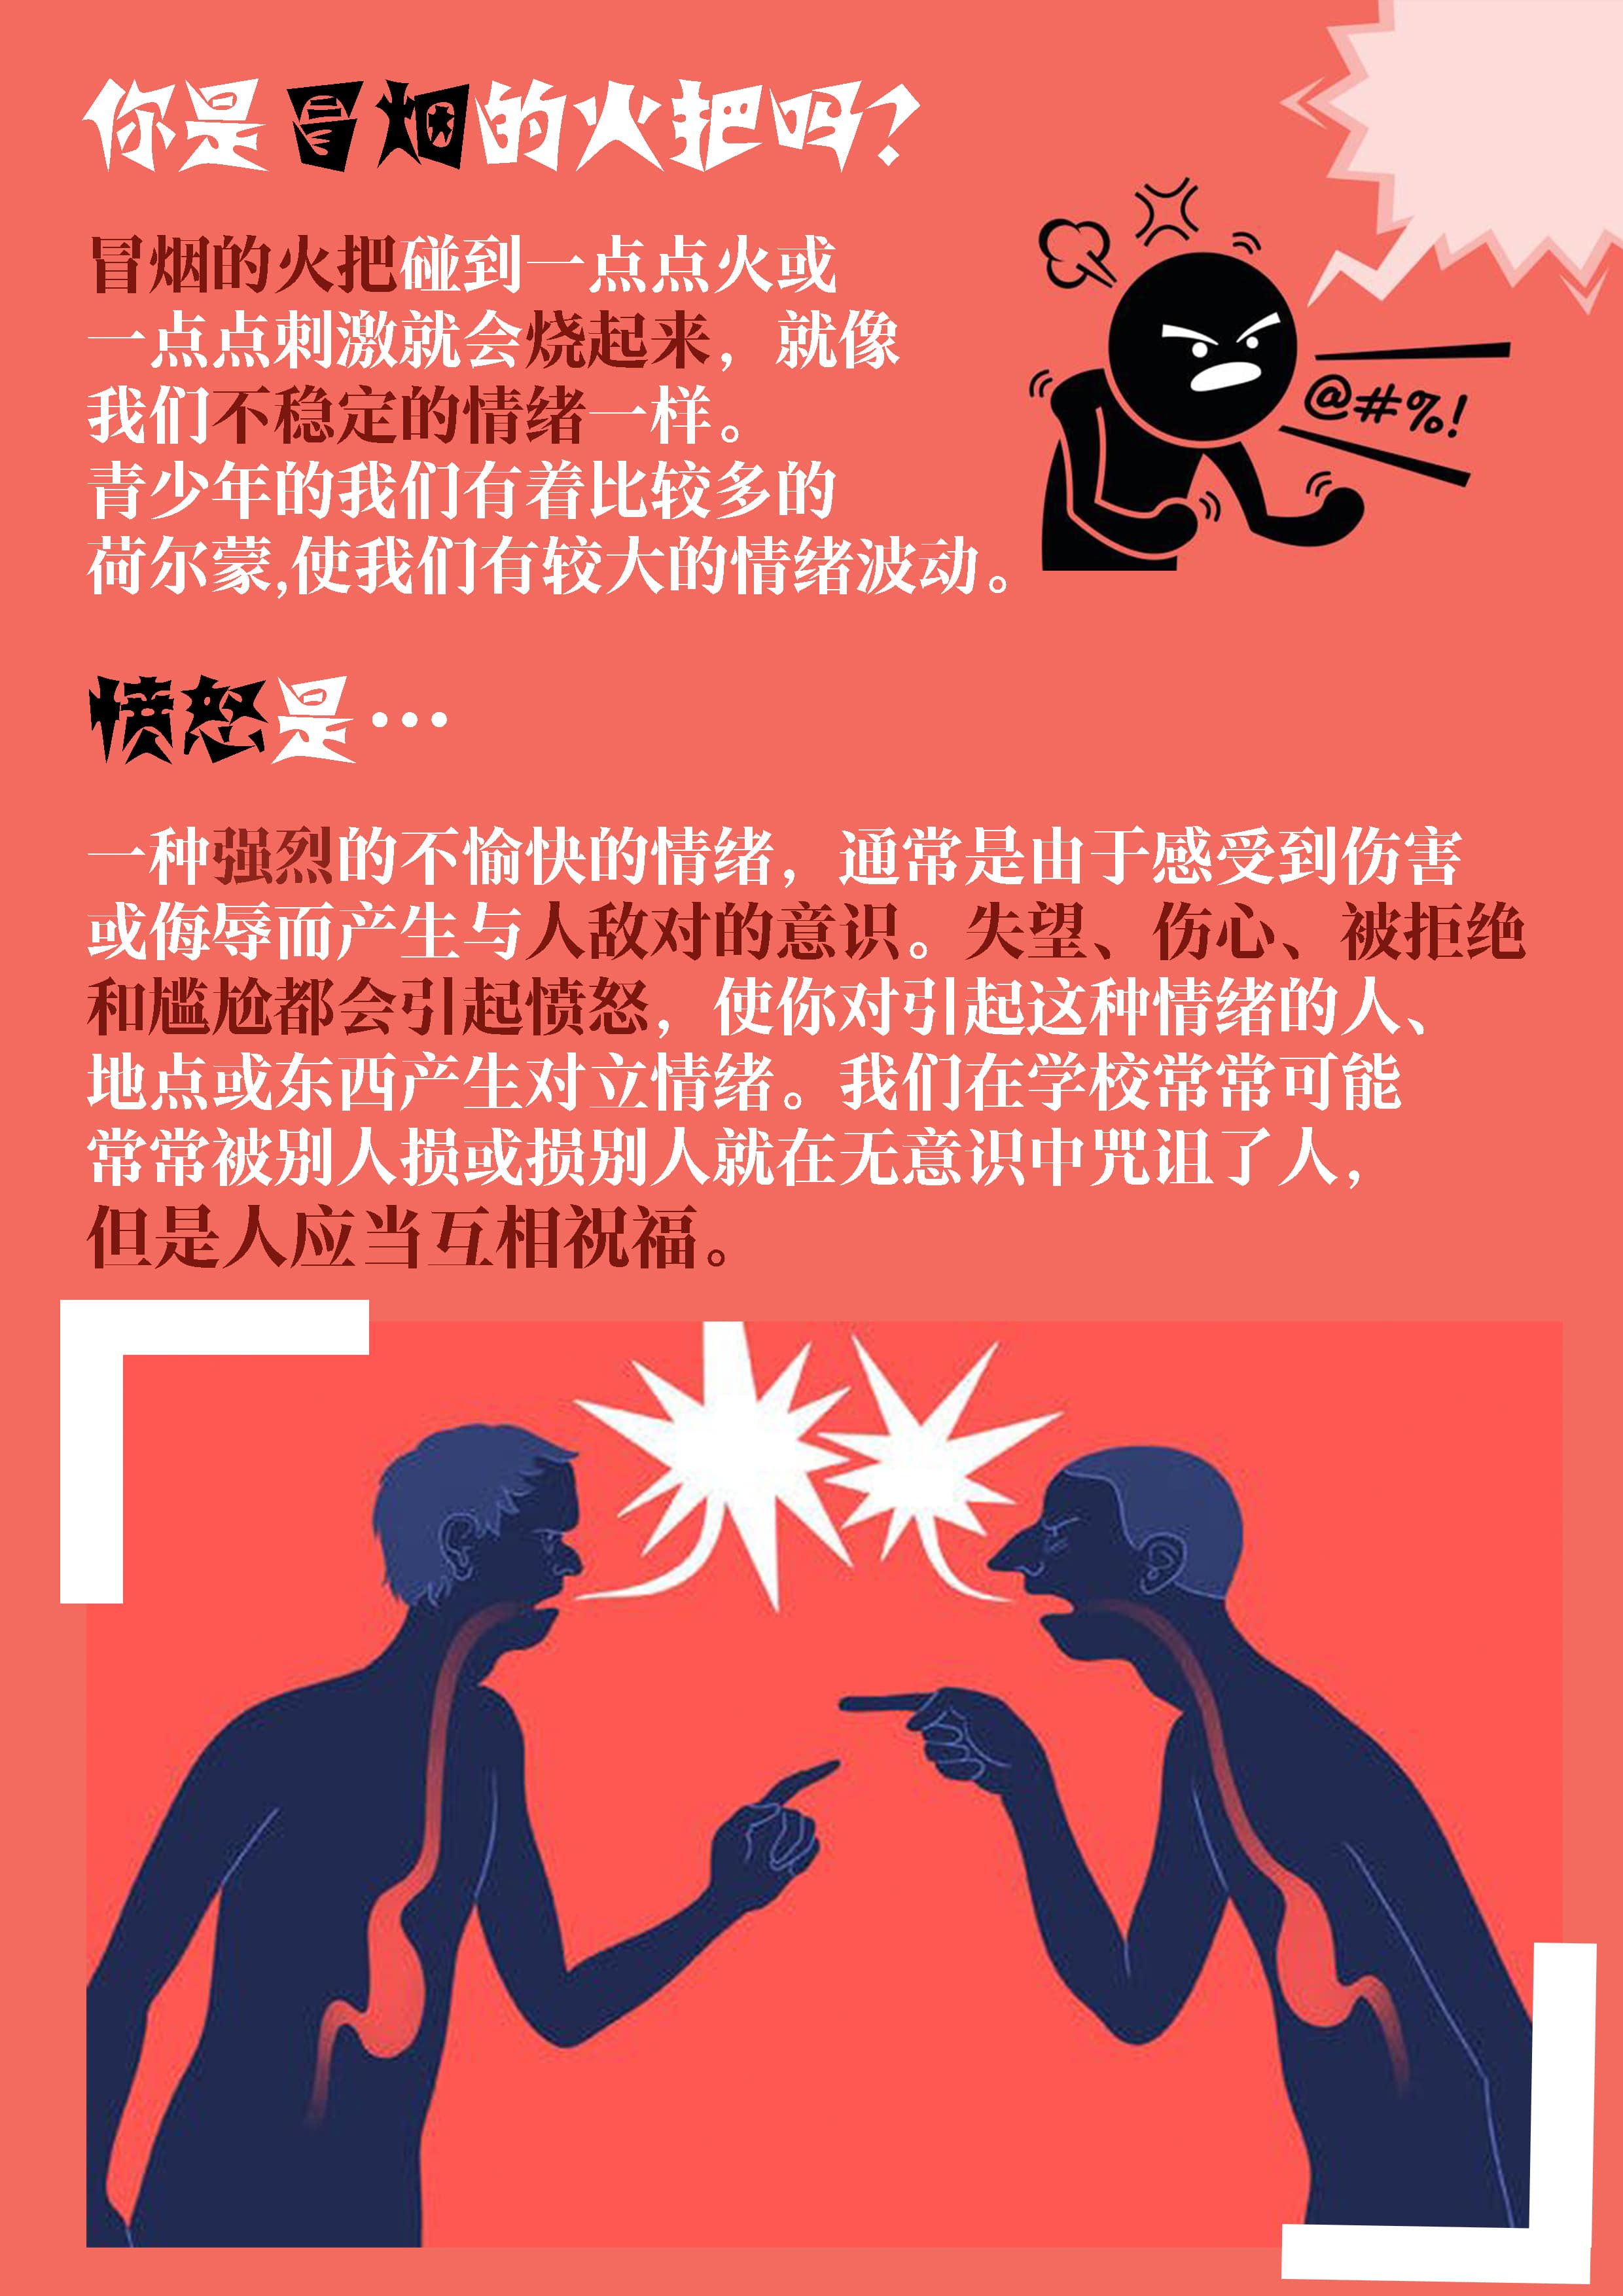 你是冒烟的火把吗?
冒烟的火把碰到一点点火或
一点点刺激就会烧起来，就像
我们不稳定的情绪一样。
青少年的我们有着比较多的
荷尔蒙,使我们有较大的情绪波动。
@#%!
愤怒是···
一种强烈的不愉快的情绪，通常是由于感受到伤害
或侮辱而产生与人敌对的意识。失望、伤心、被拒绝
和尴尬都会引起愤怒，使你对引起这种情绪的人、
地点或东西产生对立情绪。我们在学校常常可能
常常被别人损或损别人就在无意识中咒诅了人，
但是人应当互相祝福。